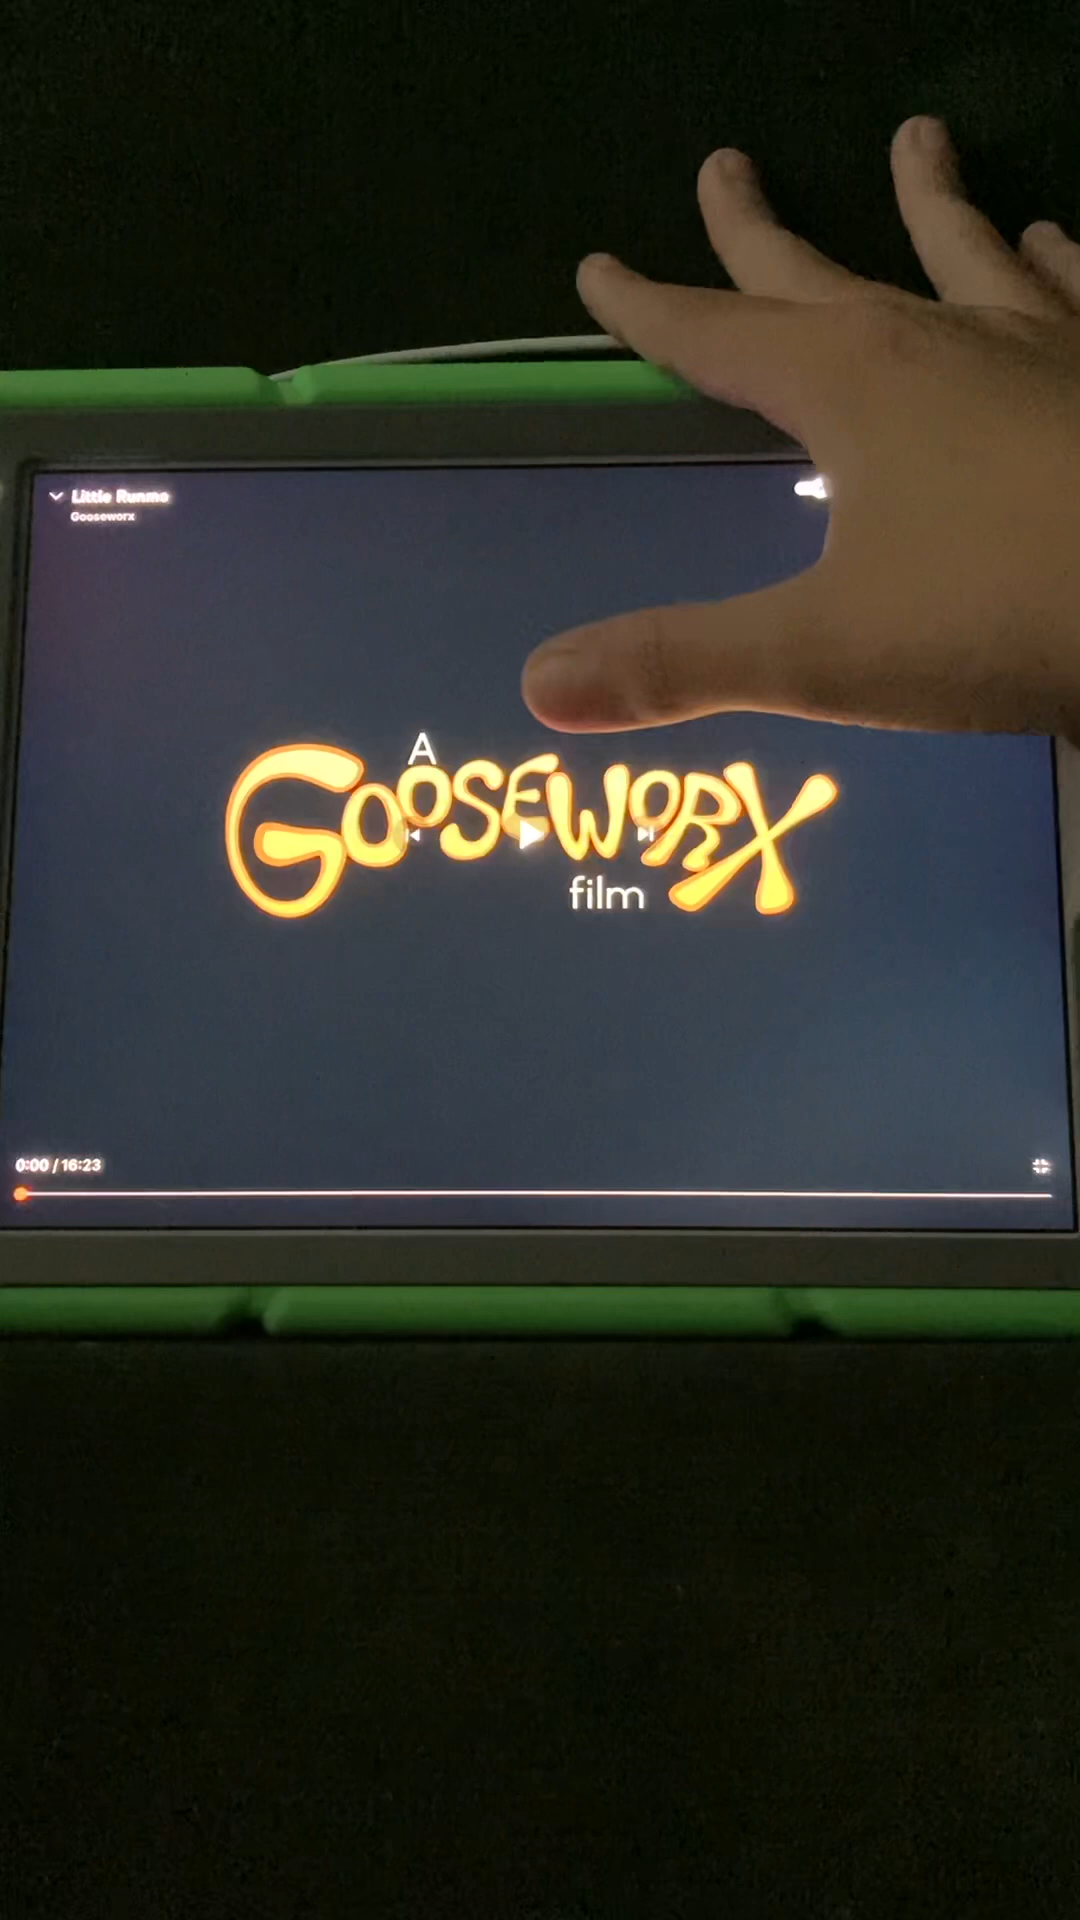 Little Runmo
Gooseworx
A
GOOSEWORX
film
0:00 / 16:23